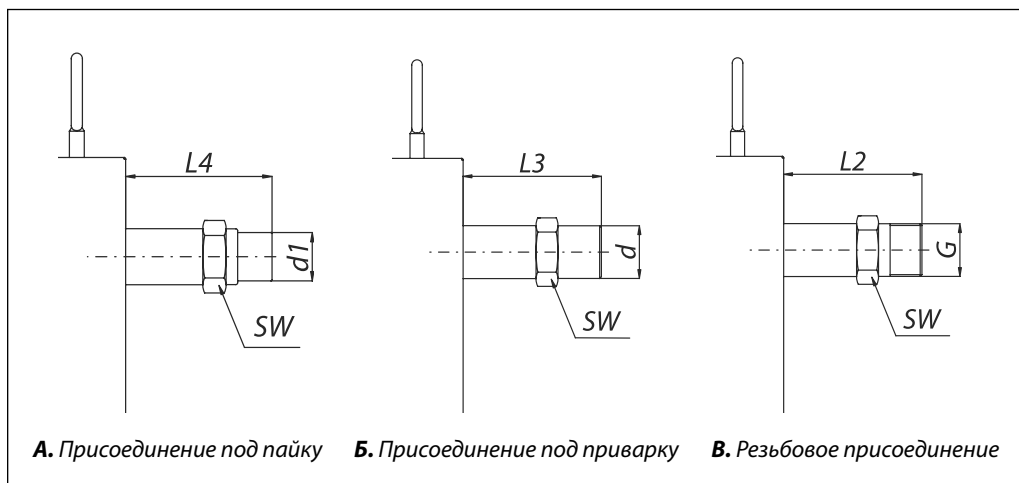 L4
d1
SW
L3
d
SW
L2
G
SW
А. Присоединение под пайку
Б. Присоединение под приварку
В. Резьбовое присоединение